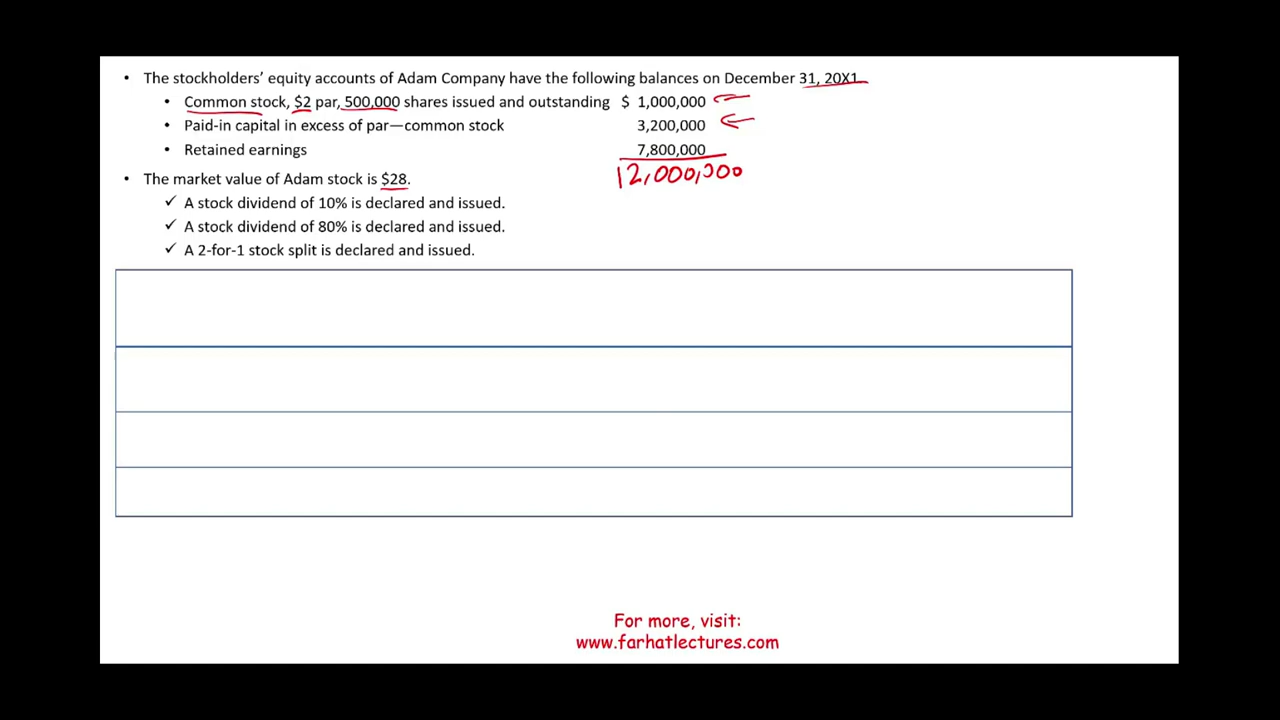 • The stockholders' equity accounts of Adam Company have the following balances on December 31, 20X1
• Common stock, $2 par, 500,000 shares issued and outstanding $ 1,000,000
• Paid-in capital in excess of par—common stock 3,200,000
• Retained earnings 7,800,000
12,000,000
• The market value of Adam stock is $28.
✓ A stock dividend of 10% is declared and issued.
✓ A stock dividend of 80% is declared and issued.
✓ A 2-for-1 stock split is declared and issued.
For more, visit:
www.farhatlectures.com